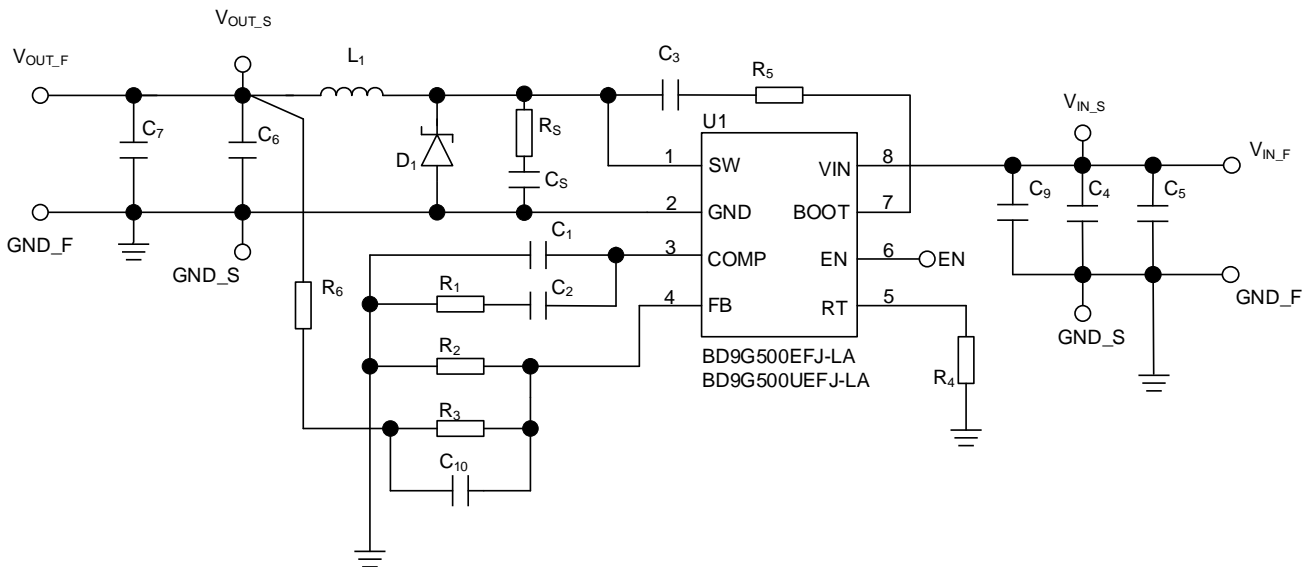 VOUT_S
VOUT_F
L1
C3
R5
U1
VIN_S
VIN_F
C7
C6
D1
RS
CS
1
SW
VIN
8
C9
C4
C5
2
GND
BOOT
7
GND_F
GND_S
C1
3
COMP
EN
6
EN
GND_F
R6
R1
C2
4
FB
RT
5
GND_S
R2
BD9G500EFJ-LA
BD9G500UEFJ-LA
R4
R3
C10